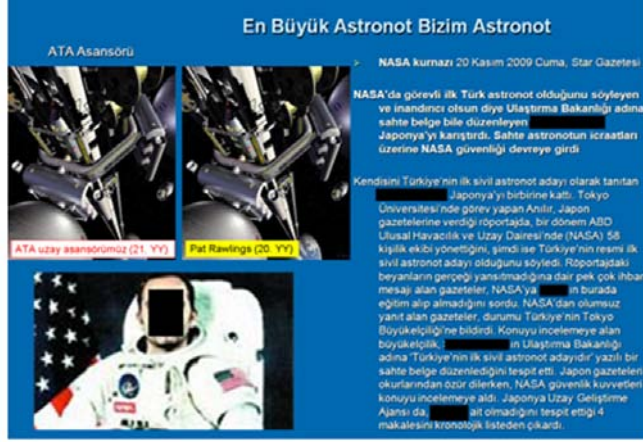 En Büyük Astronot Bizim Astronot
ATA Asansörü
ATA uzay asansörümüz (21. YY)
Pat Rawlings (20. YY)
NASA kurnazı 20 Kasım 2009 Cuma, Star Gazetesi
NASA'da görevli ilk Türk astronot olduğunu söyleyen
ve inandırıcı olsun diye Ulaştırma Bakanlığı adına
sahte belge bile düzenleyen
Japonya'yı karıştırdı. Sahte astronotun icraatları
üzerine NASA güvenliği devreye girdi
Kendisini Türkiye'nin ilk sivil astronot adayı olarak tanıtan
Japonya'yı birbirine kattı. Tokyo
Üniversitesi'nde görev yapan Anılır, Japon
gazetelerine verdiği röportajda, bir dönem ABD
Ulusal Havacılık ve Uzay Dairesi'nde (NASA) 58
kişilik ekibi yönettiğini, şimdi ise Türkiye'nin resmi ilk
sivil astronot adayı olduğunu söyledi. Röportajdaki
beyanların gerçeği yansıtmadığına dair pek çok ihbar
mesajı alan gazeteler, NASA'ya ın burada
eğitim alıp almadığını sordu. NASA'dan olumsuz
yanıt alan gazeteler, durumu Türkiye'nin Tokyo
Büyükelçiliği'ne bildirdi. Konuyu incelemeye alan
büyükelçilik, ın Ulaştırma Bakanlığı
adına 'Türkiye'nin ilk sivil astronot adayıdır' yazılı bir
sahte belge düzenlediğini tespit etti. Japon gazeteleri
okurlarından özür dilerken, NASA güvenlik kuvvetleri
konuyu incelemeye aldı. Japonya Uzay Geliştirme
Ajansı da, ait olmadığını tespit ettiği 4
makalesini kronolojik listeden çıkardı.